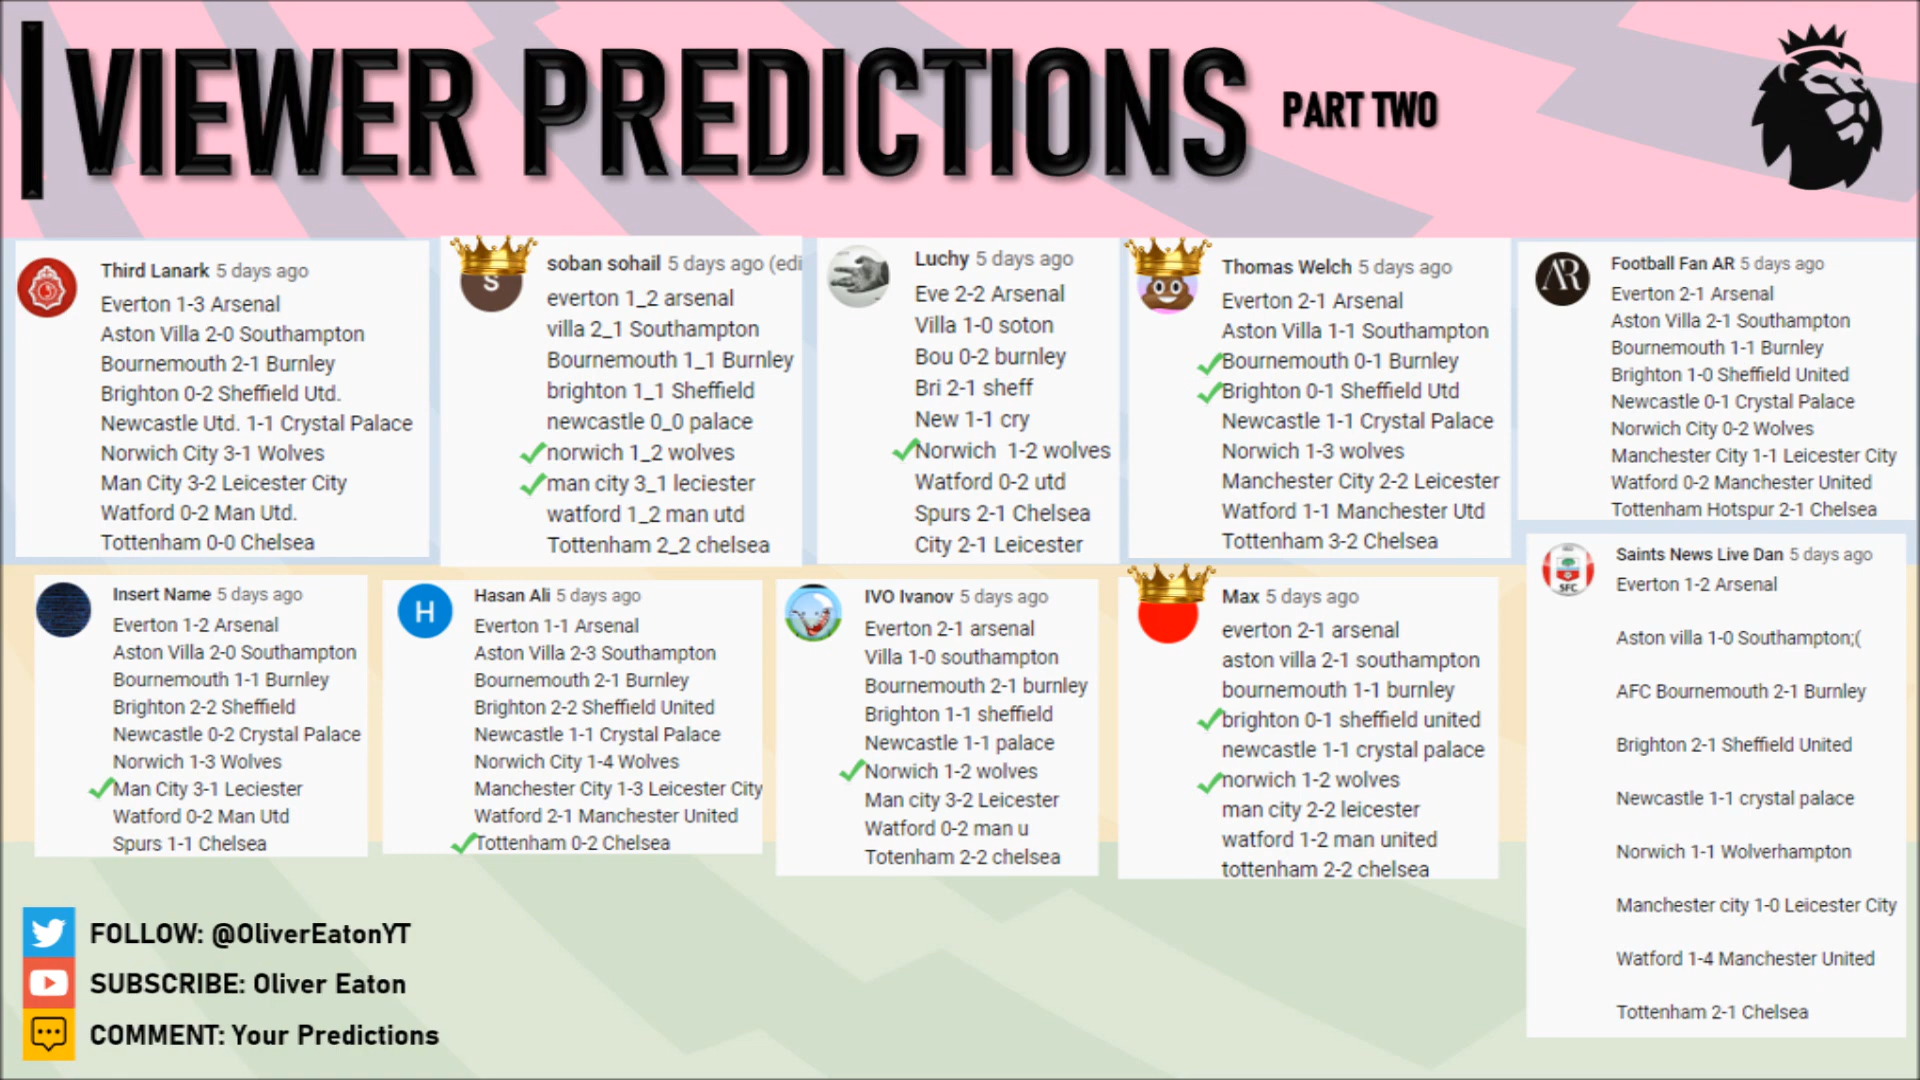 VIEWER PREDICTIONS PART TWO
Third Lanark 5 days ago
Everton 1-3 Arsenal
Aston Villa 2-0 Southampton
Bournemouth 2-1 Burnley
Brighton 0-2 Sheffield Utd.
Newcastle Utd. 1-1 Crystal Palace
Norwich City 3-1 Wolves
Man City 3-2 Leicester City
Watford 0-2 Man Utd.
Tottenham 0-0 Chelsea
S
soban sohail 5 days ago (edi
everton 1_2 arsenal
villa 2_1 Southampton
Bournemouth 1_1 Burnley
brighton 1_1 Sheffield
newcastle 0_0 palace
norwich 1_2 wolves
man city 3_1 leciester
watford 1_2 man utd
Tottenham 2_2 chelsea
Luchy 5 days ago
Eve 2-2 Arsenal
Villa 1-0 soton
Bou 0-2 burnley
Bri 2-1 sheff
New 1-1 cry
Norwich 1-2 wolves
Watford 0-2 utd
Spurs 2-1 Chelsea
City 2-1 Leicester
Thomas Welch 5 days ago
Everton 2-1 Arsenal
Aston Villa 1-1 Southampton
Bournemouth 0-1 Burnley
Brighton 0-1 Sheffield Utd
Newcastle 1-1 Crystal Palace
Norwich 1-3 wolves
Manchester City 2-2 Leicester
Watford 1-1 Manchester Utd
Tottenham 3-2 Chelsea
AR
Football Fan AR 5 days ago
Everton 2-1 Arsenal
Aston Villa 2-1 Southampton
Bournemouth 1-1 Burnley
Brighton 1-0 Sheffield United
Newcastle 0-1 Crystal Palace
Norwich City 0-2 Wolves
Manchester City 1-1 Leicester City
Watford 0-2 Manchester United
Tottenham Hotspur 2-1 Chelsea
Insert Name 5 days ago
Everton 1-2 Arsenal
Aston Villa 2-0 Southampton
Bournemouth 1-1 Burnley
Brighton 2-2 Sheffield
Newcastle 0-2 Crystal Palace
Norwich 1-3 Wolves
Man City 3-1 Leciester
Watford 0-2 Man Utd
Spurs 1-1 Chelsea
H
Hasan Ali 5 days ago
Everton 1-1 Arsenal
Aston Villa 2-3 Southampton
Bournemouth 2-1 Burnley
Brighton 2-2 Sheffield United
Newcastle 1-1 Crystal Palace
Norwich City 1-4 Wolves
Manchester City 1-3 Leicester City
Watford 2-1 Manchester United
Tottenham 0-2 Chelsea
IVO Ivanov 5 days ago
Everton 2-1 arsenal
Villa 1-0 southampton
Bournemouth 2-1 burnley
Brighton 1-1 sheffield
Newcastle 1-1 palace
Norwich 1-2 wolves
Man city 3-2 Leicester
Watford 0-2 man u
Totenham 2-2 chelsea
Max 5 days ago
everton 2-1 arsenal
aston villa 2-1 southampton
bournemouth 1-1 burnley
brighton 0-1 sheffield united
newcastle 1-1 crystal palace
norwich 1-2 wolves
man city 2-2 leicester
watford 1-2 man united
tottenham 2-2 chelsea
SFC
Saints News Live Dan 5 days ago
Everton 1-2 Arsenal
Aston villa 1-0 Southampton;(
AFC Bournemouth 2-1 Burnley
Brighton 2-1 Sheffield United
Newcastle 1-1 crystal palace
Norwich 1-1 Wolverhampton
Manchester city 1-0 Leicester City
Watford 1-4 Manchester United
Tottenham 2-1 Chelsea
FOLLOW: @OliverEatonYT
SUBSCRIBE: Oliver Eaton
COMMENT: Your Predictions